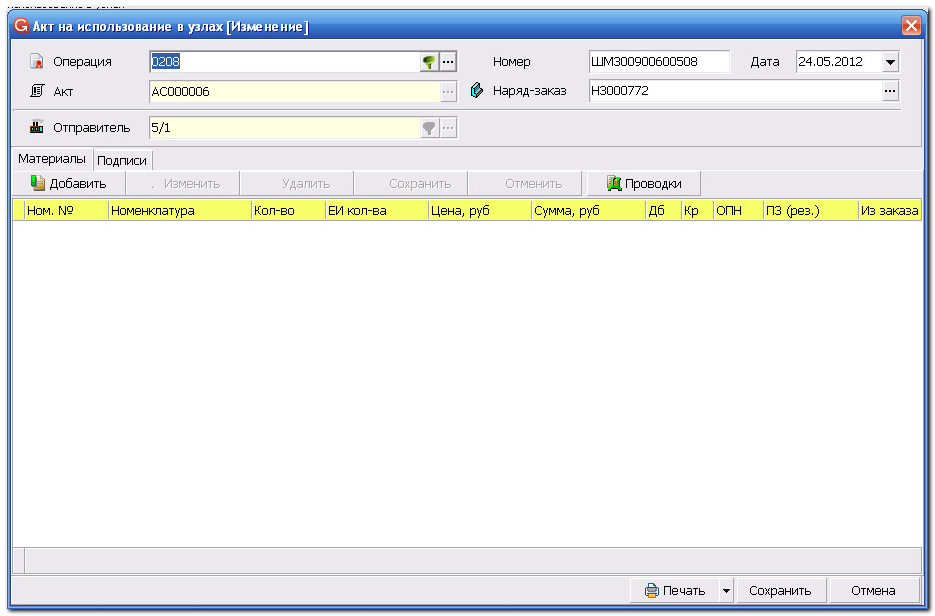 Акт на использование в узлах [Изменение]
Операция 0208 ... Номер ШМ300900600508 Дата 24.05.2012
Акт АС000006 ... Наряд-заказ НЗ000772 ...
Отправитель 5/1 ...
Материалы Подписи
Добавить . Изменить Удалить Сохранить Отменить Проводки
Ном. № Номенклатура Кол-во ЕИ кол-ва Цена, руб Сумма, руб Дб Кр ОПН ПЗ (рез.) Из заказа
Печать Сохранить Отмена